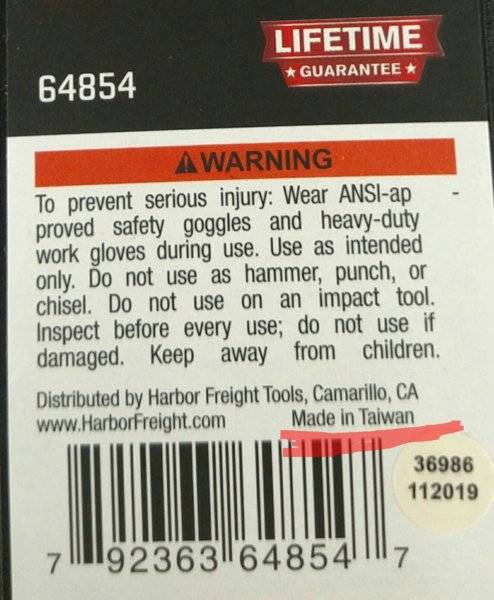 LIFETIME
★ GUARANTEE ★
64854
⚠ WARNING
To prevent serious injury: Wear ANSI-ap -
proved safety goggles and heavy-duty
work gloves during use. Use as intended
only. Do not use as hammer, punch, or
chisel. Do not use on an impact tool.
Inspect before every use; do not use if
damaged. Keep away from children.
Distributed by Harbor Freight Tools, Camarillo, CA
www.HarborFreight.com Made in Taiwan
36986
112019
7 92363 64854 7